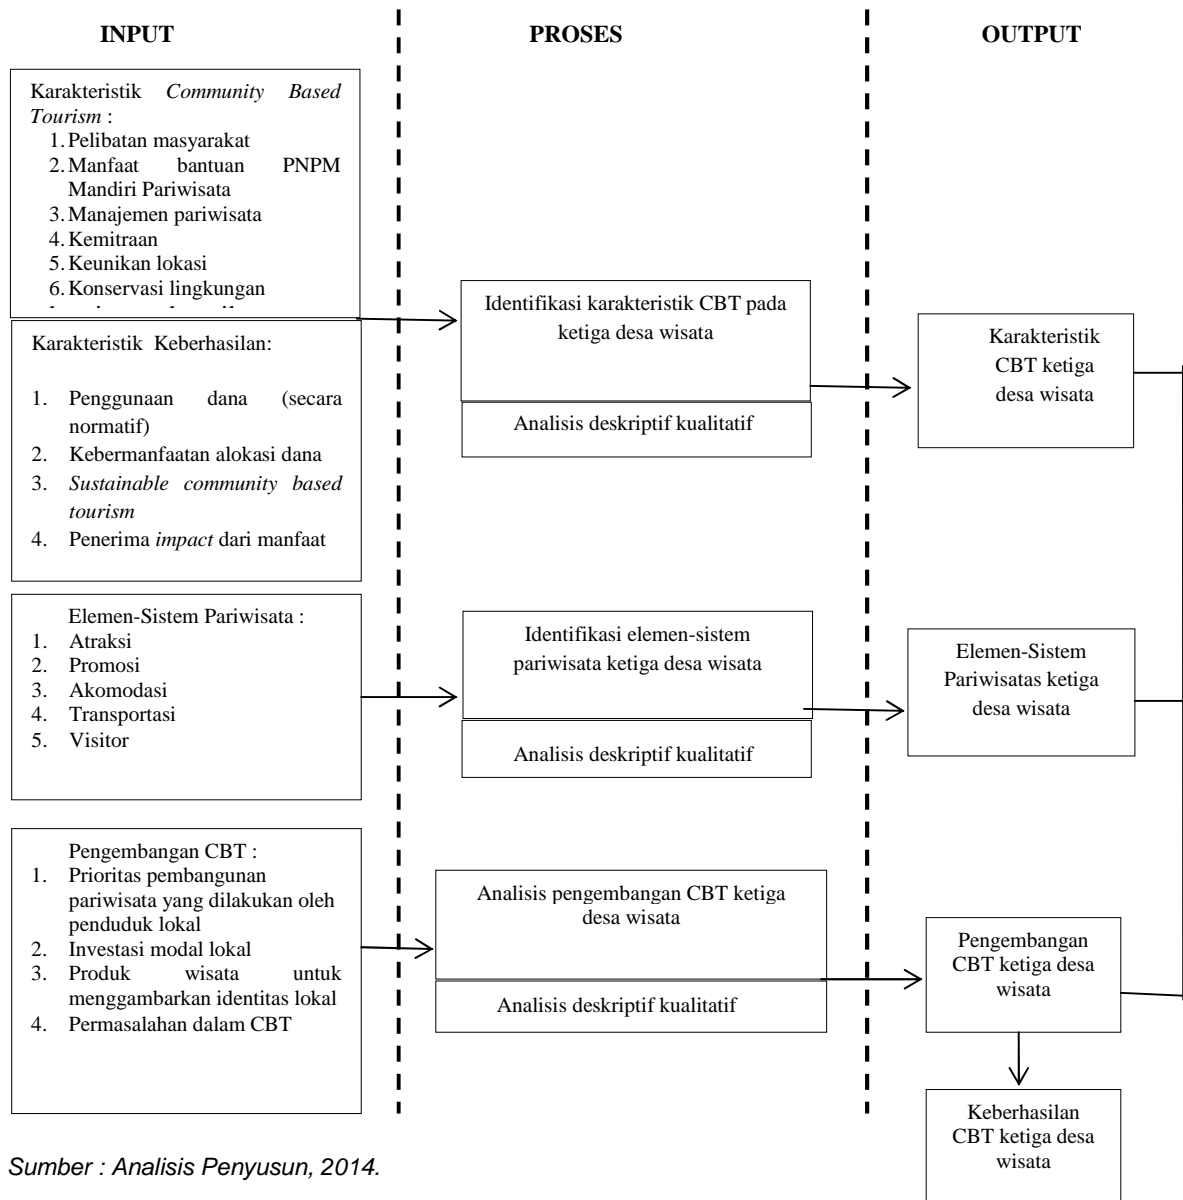 INPUT
PROSES
OUTPUT
Karakteristik Community Based
Tourism :
1. Pelibatan masyarakat
2. Manfaat bantuan PNPM
Mandiri Pariwisata
3. Manajemen pariwisata
4. Kemitraan
5. Keunikan lokasi
6. Konservasi lingkungan
Karakteristik Keberhasilan:
1. Penggunaan dana (secara
normatif)
2. Kebermanfaatan alokasi dana
3. Sustainable community based
tourism
4. Penerima impact dari manfaat
Elemen-Sistem Pariwisata :
1. Atraksi
2. Promosi
3. Akomodasi
4. Transportasi
5. Visitor
Pengembangan CBT :
1. Prioritas pembangunan
pariwisata yang dilakukan oleh
penduduk lokal
2. Investasi modal lokal
3. Produk wisata untuk
menggambarkan identitas lokal
4. Permasalahan dalam CBT
Identifikasi karakteristik CBT pada
ketiga desa wisata
Analisis deskriptif kualitatif
Identifikasi elemen-sistem
pariwisata ketiga desa wisata
Analisis deskriptif kualitatif
Analisis pengembangan CBT ketiga
desa wisata
Analisis deskriptif kualitatif
Karakteristik
CBT ketiga
desa wisata
Elemen-Sistem
Pariwisatas ketiga
desa wisata
Pengembangan
CBT ketiga desa
wisata
Keberhasilan
CBT ketiga desa
wisata
Sumber : Analisis Penyusun, 2014.